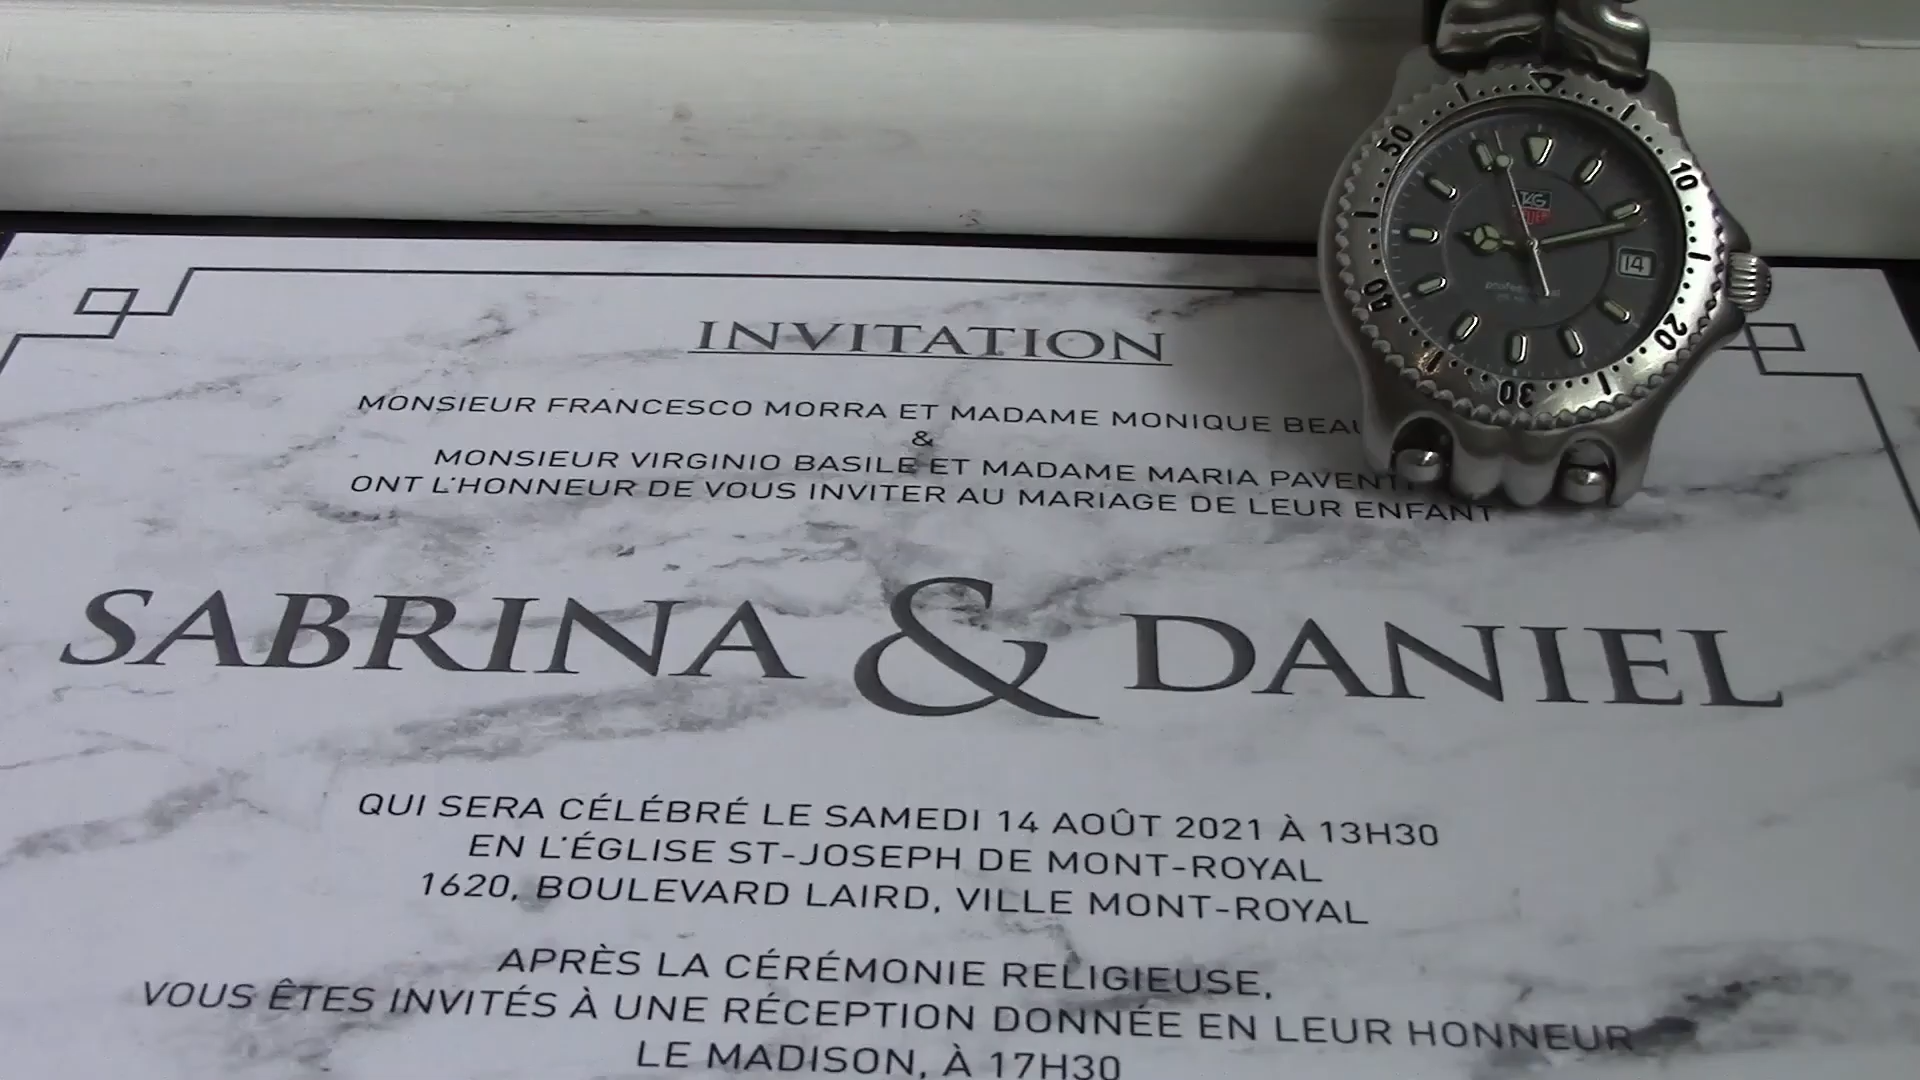 INVITATION
MONSIEUR FRANCESCO MORRA ET MADAME MONIQUE
&
MONSIEUR VIRGINIO BASILE ET MADAME MARIA
ONT L'HONNEUR DE VOUS INVITER AU MARIAGE DE LEUR ENFANT
SABRINA & DANIEL
QUI SERA CÉLÉBRÉ LE SAMEDI 14 AOÛT 2021 À 13H30
EN L'ÉGLISE ST-JOSEPH DE MONT-ROYAL
1620, BOULEVARD LAIRD, VILLE MONT-ROYAL
APRÈS LA CÉRÉMONIE RELIGIEUSE,
VOUS ÊTES INVITÉS À UNE RÉCEPTION DONNÉE EN LEUR HONNEUR
LE MADISON, À 17H30
50
10
TAG
14
40
20
30